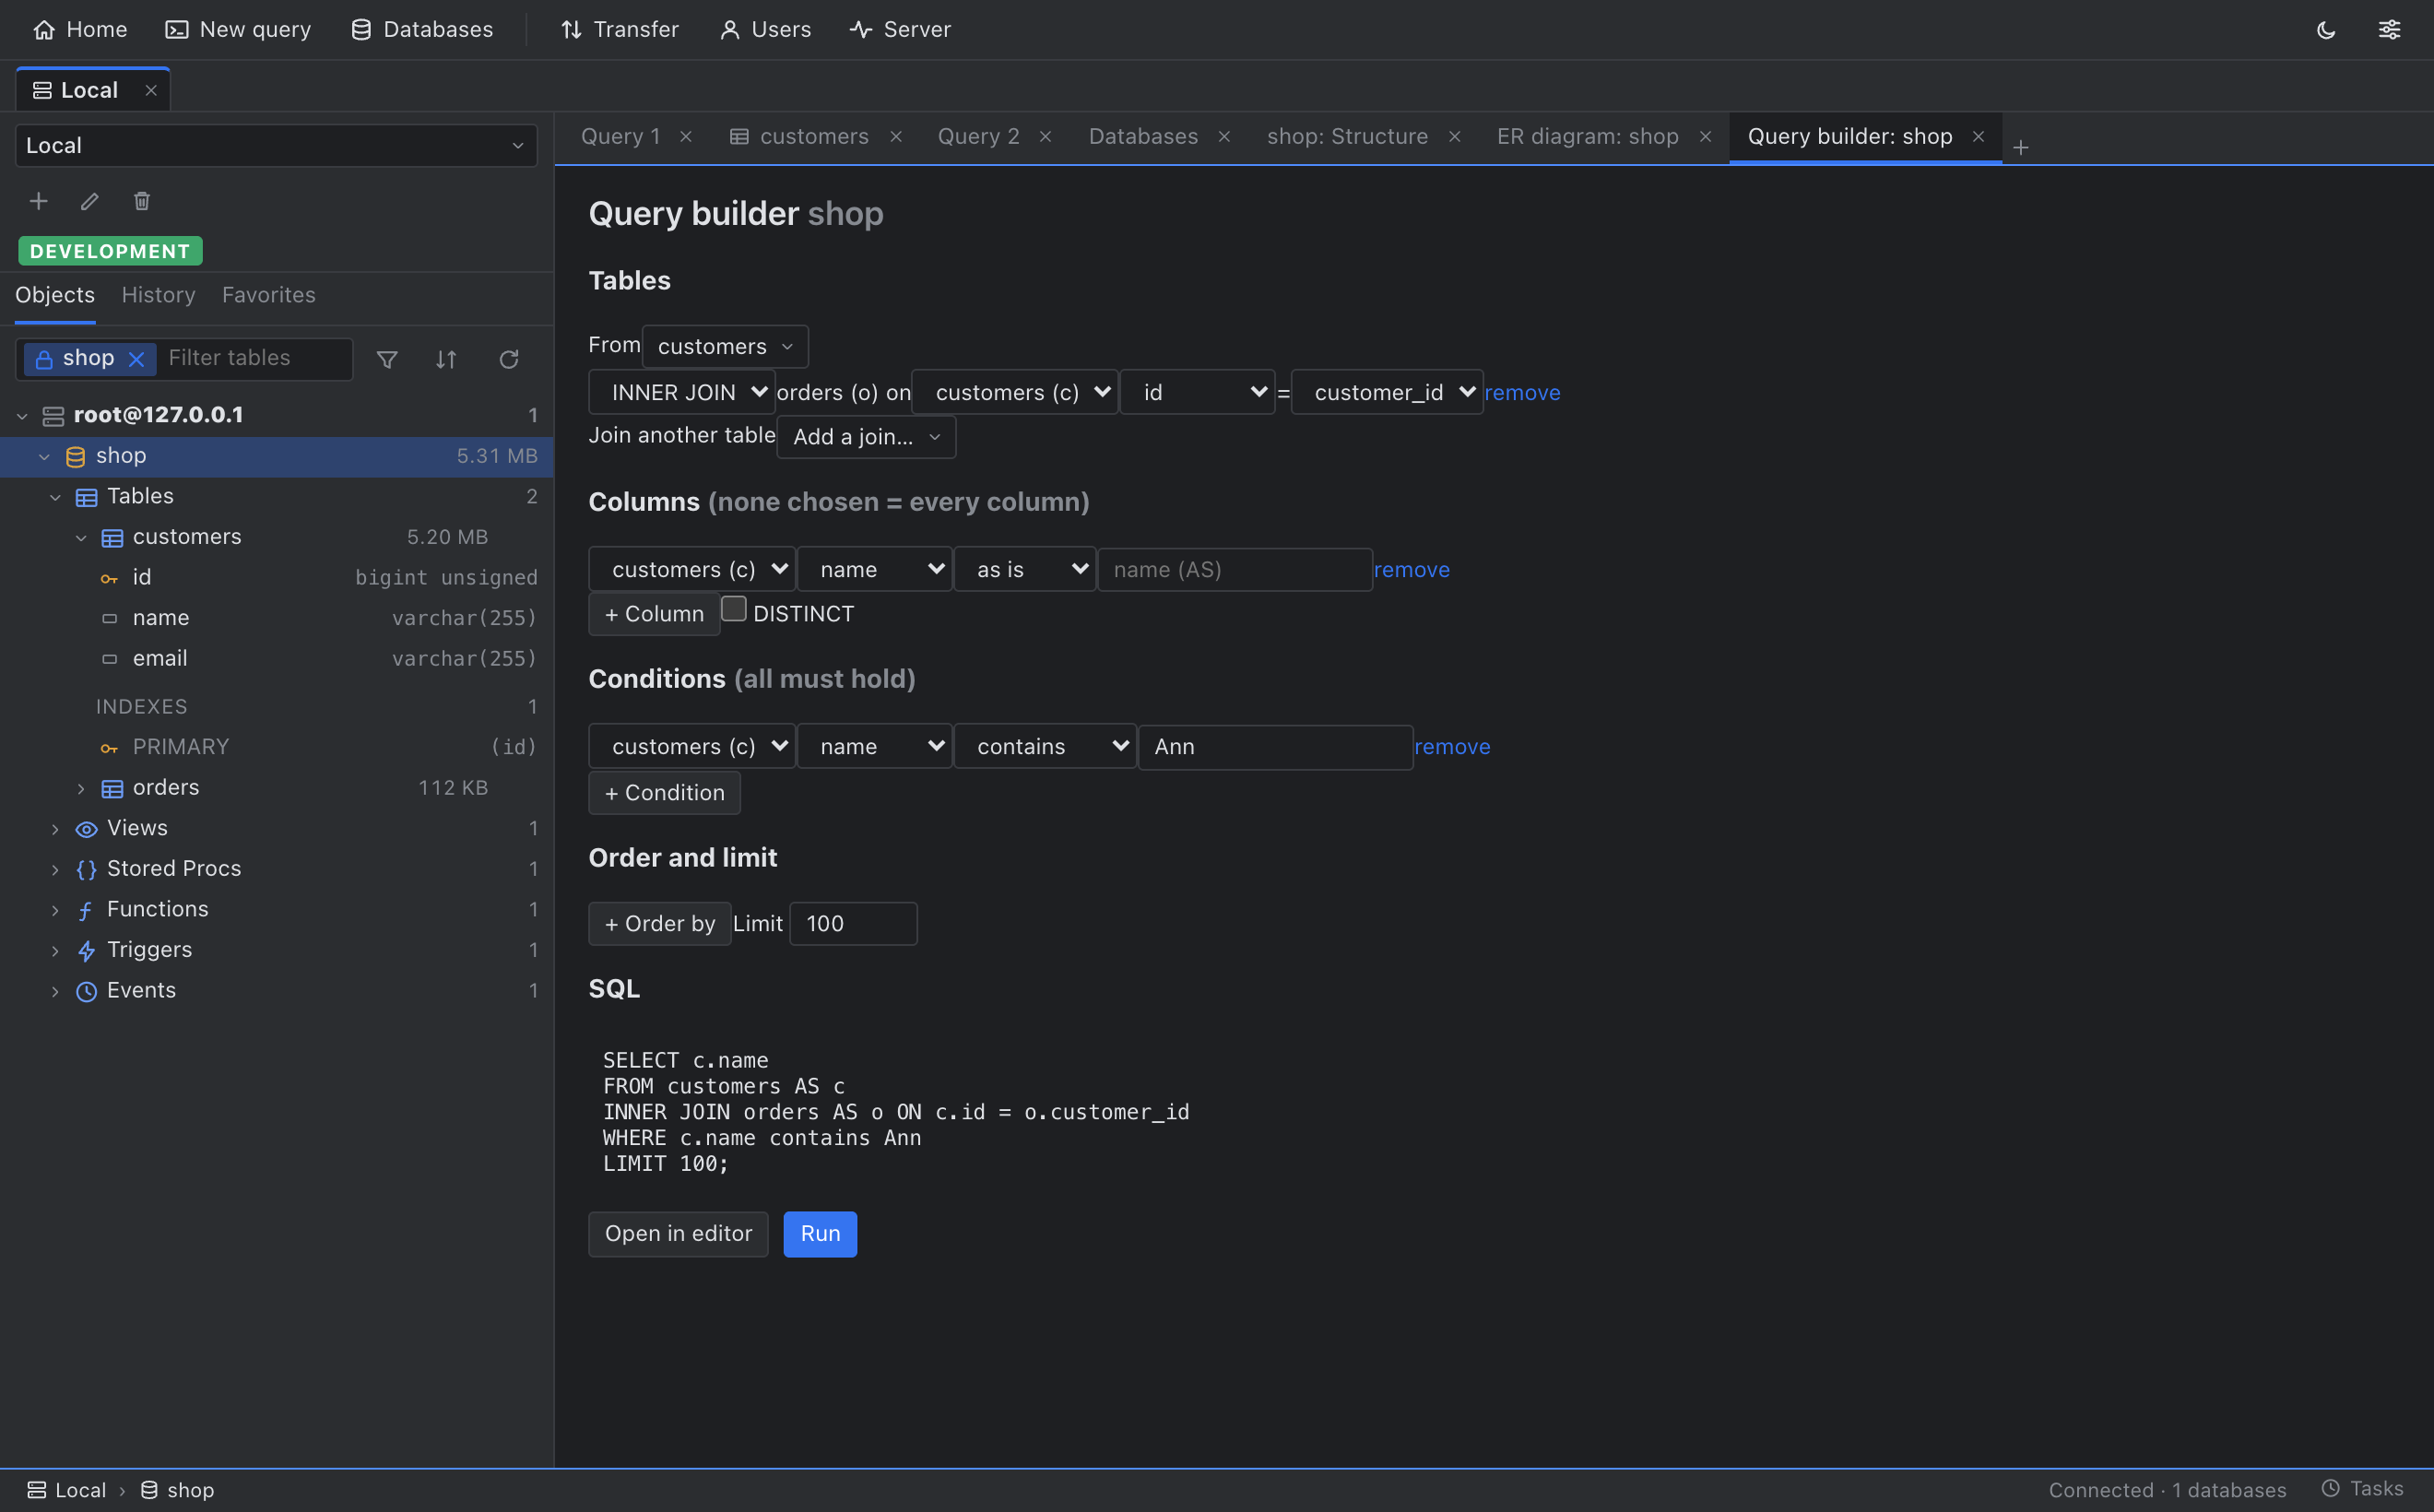 Home New query Databases Transfer Users Server
Local
Local
DEVELOPMENT
Objects History Favorites
shop Filter tables
root@127.0.0.1 1
shop 5.31 MB
Tables 2
customers 5.20 MB
id bigint unsigned
name varchar(255)
email varchar(255)
INDEXES 1
PRIMARY (id)
orders 112 KB
Views 1
Stored Procs 1
Functions 1
Triggers 1
Events 1
Query 1 customers Query 2 Databases shop: Structure ER diagram: shop Query builder: shop
Query builder shop
Tables
From customers
INNER JOIN orders (o) on customers (c) id = customer_id remove
Join another table Add a join...
Columns (none chosen = every column)
customers (c) name as is name (AS) remove
+ Column DISTINCT
Conditions (all must hold)
customers (c) name contains Ann remove
+ Condition
Order and limit
+ Order by Limit 100
SQL
SELECT c.name
FROM customers AS c
INNER JOIN orders AS o ON c.id = o.customer_id
WHERE c.name contains Ann
LIMIT 100;
Open in editor Run
Local › shop
Connected · 1 databases Tasks